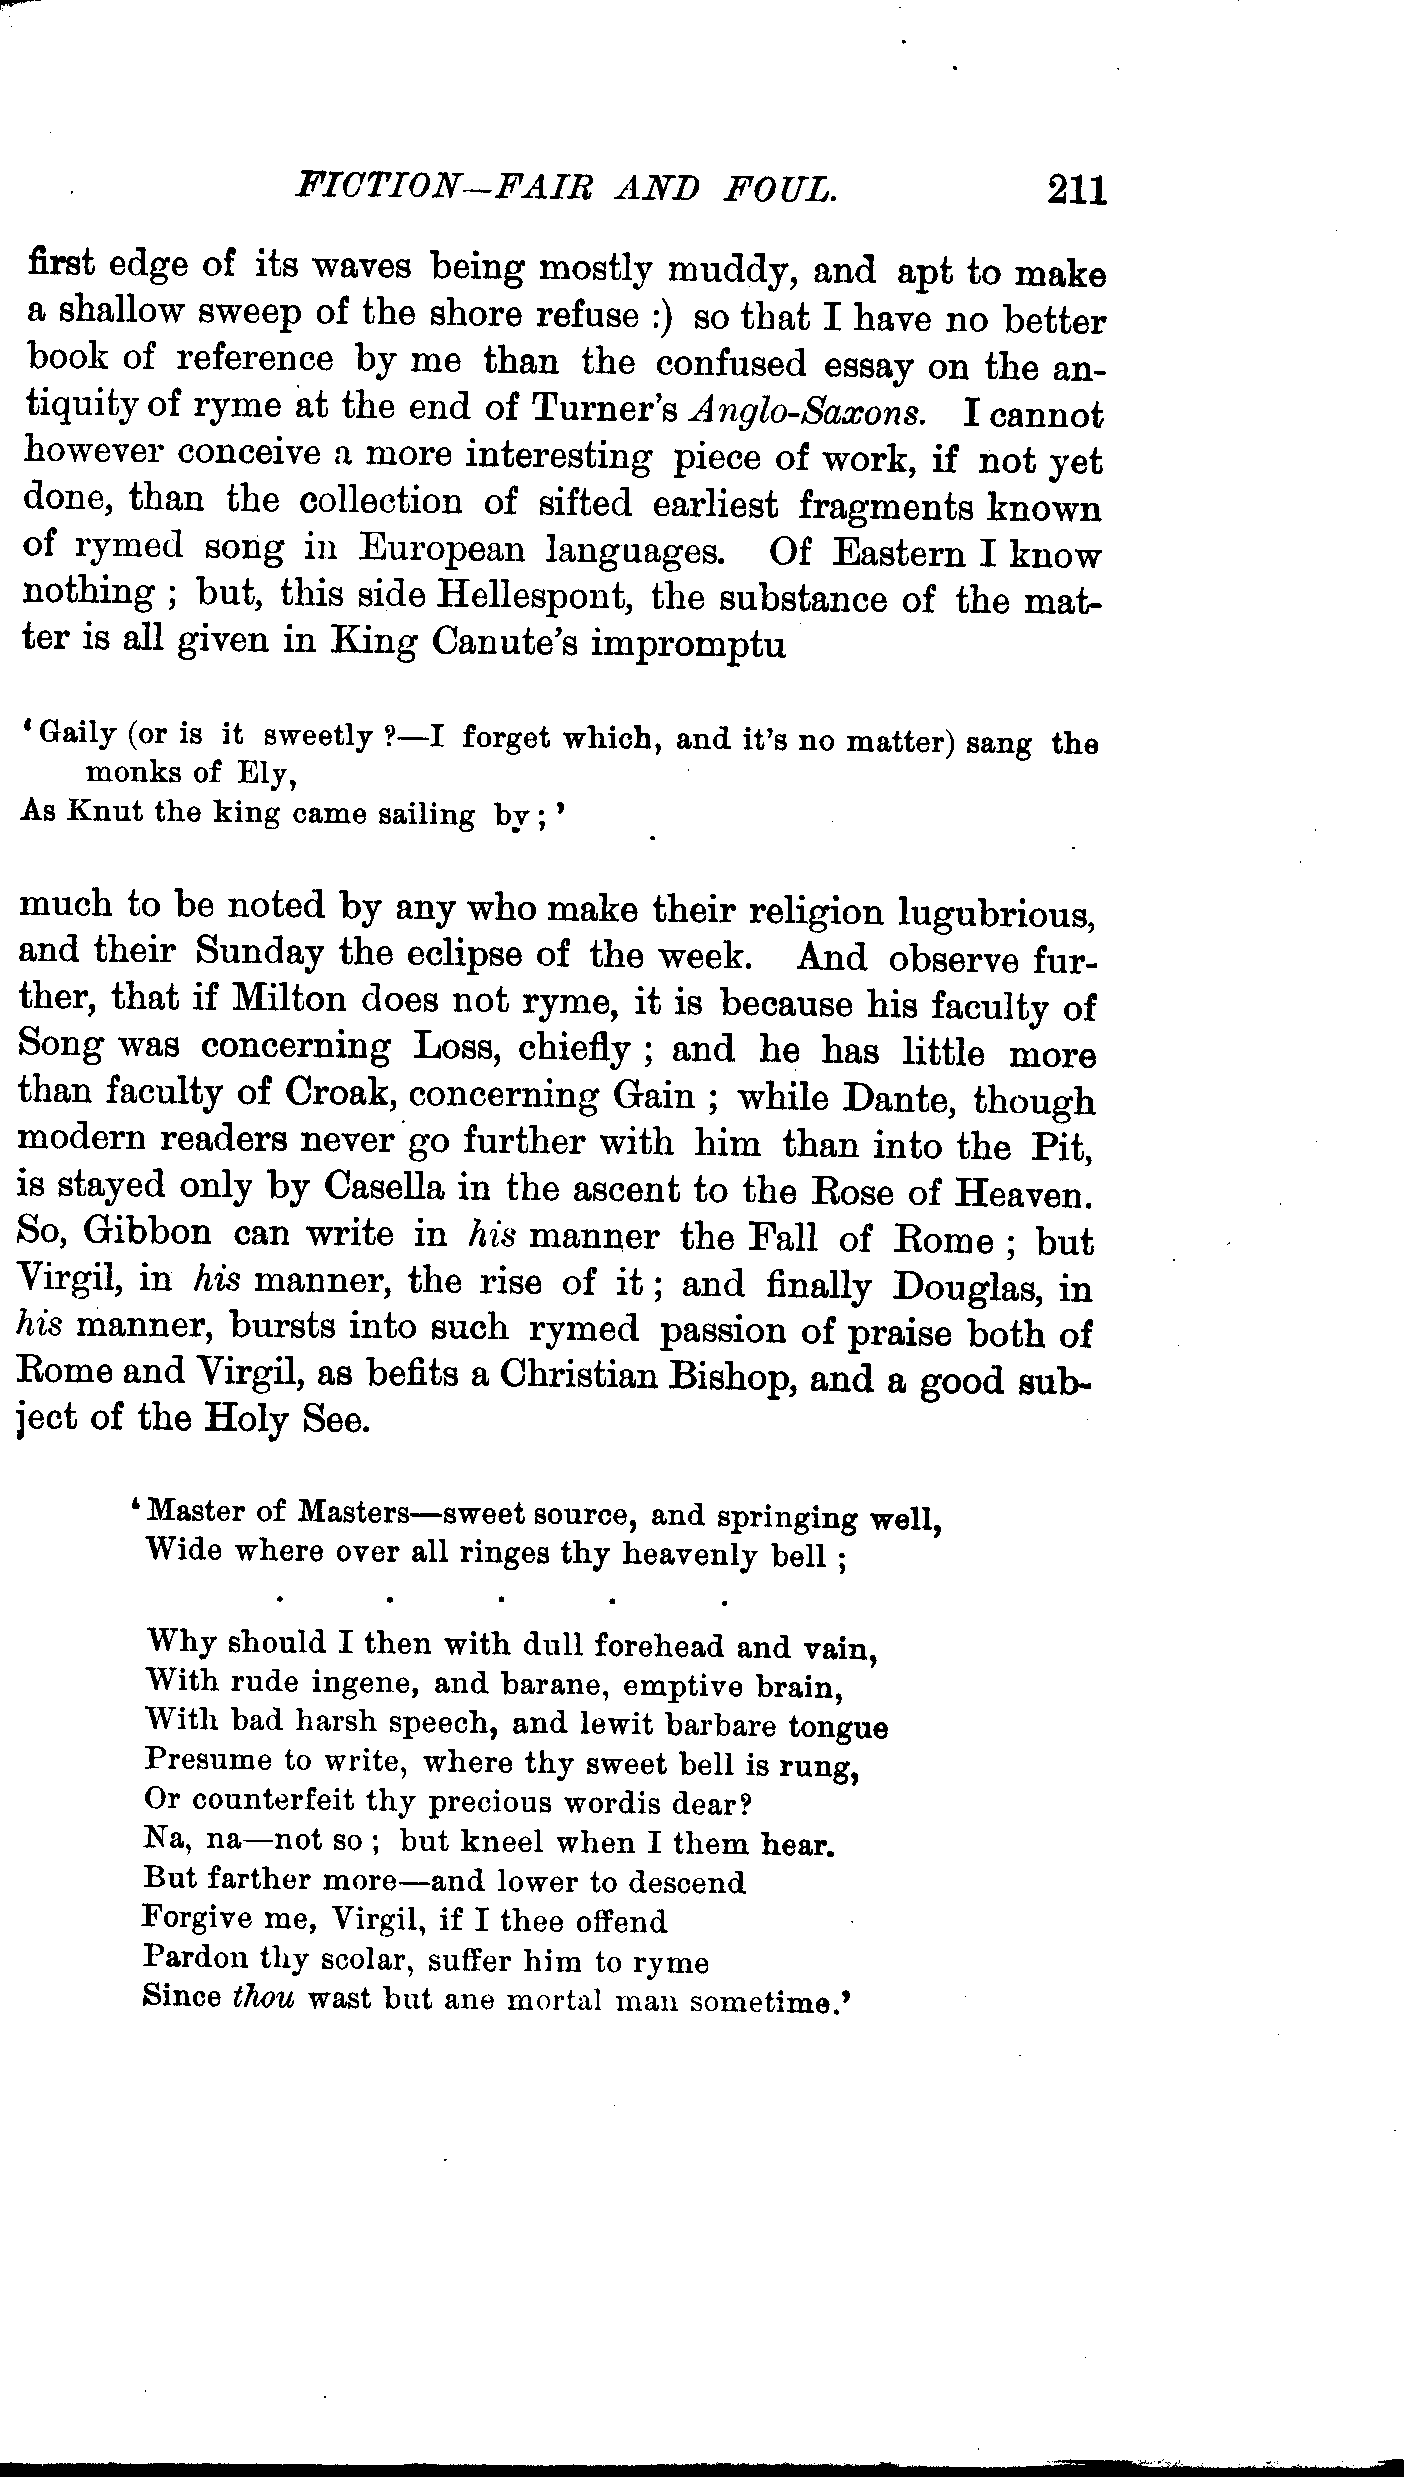 FICTION—FAIR AND FOUL. 211
first edge of its waves being mostly muddy, and apt to make
a shallow sweep of the shore refuse :) so that I have no better
book of reference by me than the confused essay on the an-
tiquity of ryme at the end of Turner's Anglo-Saxons. I cannot
however conceive a more interesting piece of work, if not yet
done, than the collection of sifted earliest fragments known
of rymed song in European languages. Of Eastern I know
nothing ; but, this side Hellespont, the substance of the mat-
ter is all given in King Canute's impromptu
‘Gaily (or is it sweetly ?—I forget which, and it's no matter) sang the
monks of Ely,
As Knut the king came sailing by ; ’
much to be noted by any who make their religion lugubrious,
and their Sunday the eclipse of the week. And observe fur-
ther, that if Milton does not ryme, it is because his faculty of
Song was concerning Loss, chiefly ; and he has little more
than faculty of Croak, concerning Gain ; while Dante, though
modern readers never go further with him than into the Pit,
is stayed only by Casella in the ascent to the Rose of Heaven.
So, Gibbon can write in his manner the Fall of Rome ; but
Virgil, in his manner, the rise of it ; and finally Douglas, in
his manner, bursts into such rymed passion of praise both of
Rome and Virgil, as befits a Christian Bishop, and a good sub-
ject of the Holy See.
‘Master of Masters—sweet source, and springing well,
Wide where over all ringes thy heavenly bell ;
. . . . .
Why should I then with dull forehead and vain,
With rude ingene, and barane, emptive brain,
With bad harsh speech, and lewit barbare tongue
Presume to write, where thy sweet bell is rung,
Or counterfeit thy precious wordis dear?
Na, na—not so ; but kneel when I them hear.
But farther more—and lower to descend
Forgive me, Virgil, if I thee offend
Pardon thy scolar, suffer him to ryme
Since thou wast but ane mortal man sometime.’